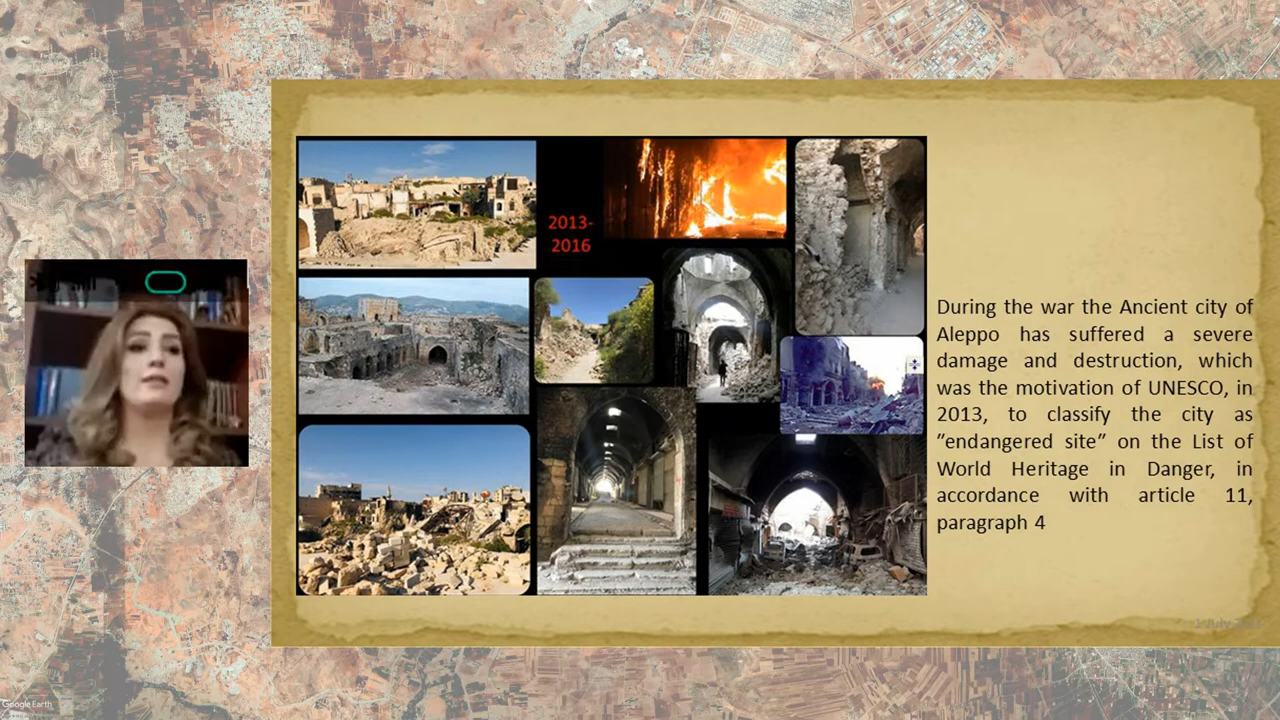 2013-
2016
During the war the Ancient city of
Aleppo has suffered a severe
damage and destruction, which
was the motivation of UNESCO, in
2013, to classify the city as
”endangered site” on the List of
World Heritage in Danger, in
accordance with article 11,
paragraph 4
1 July
Google Earth